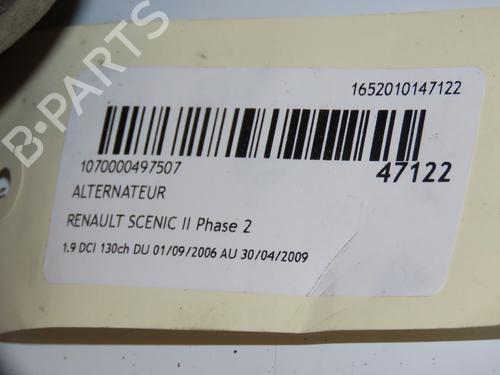 B-PARTS
1652010147122
1070000497507
47122
ALTERNATEUR
RENAULT SCENIC II Phase 2
1.9 DCI 130ch DU 01/09/2006 AU 30/04/2009